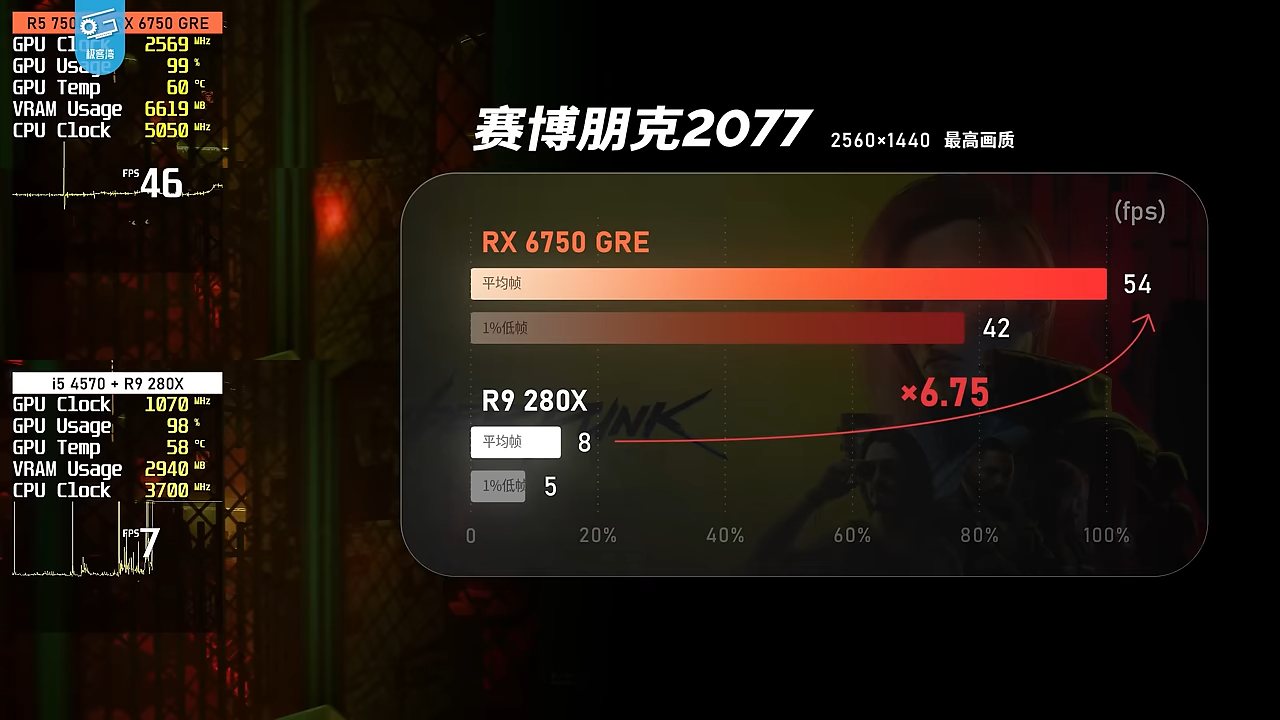 R5 750 X 6750 GRE
极客湾
GPU Clock 2569 MHz
GPU Usage 99 %
GPU Temp 60 °C
VRAM Usage 6619 MB
CPU Clock 5050 MHz
FPS 46
i5 4570 + R9 280X
GPU Clock 1070 MHz
GPU Usage 98 %
GPU Temp 58 °C
VRAM Usage 2940 MB
CPU Clock 3700 MHz
FPS 7
赛博朋克2077 2560×1440 最高画质
(fps)
RX 6750 GRE
平均帧 54
1%低帧 42
×6.75
R9 280X
平均帧 8
1%低帧 5
0 20% 40% 60% 80% 100%